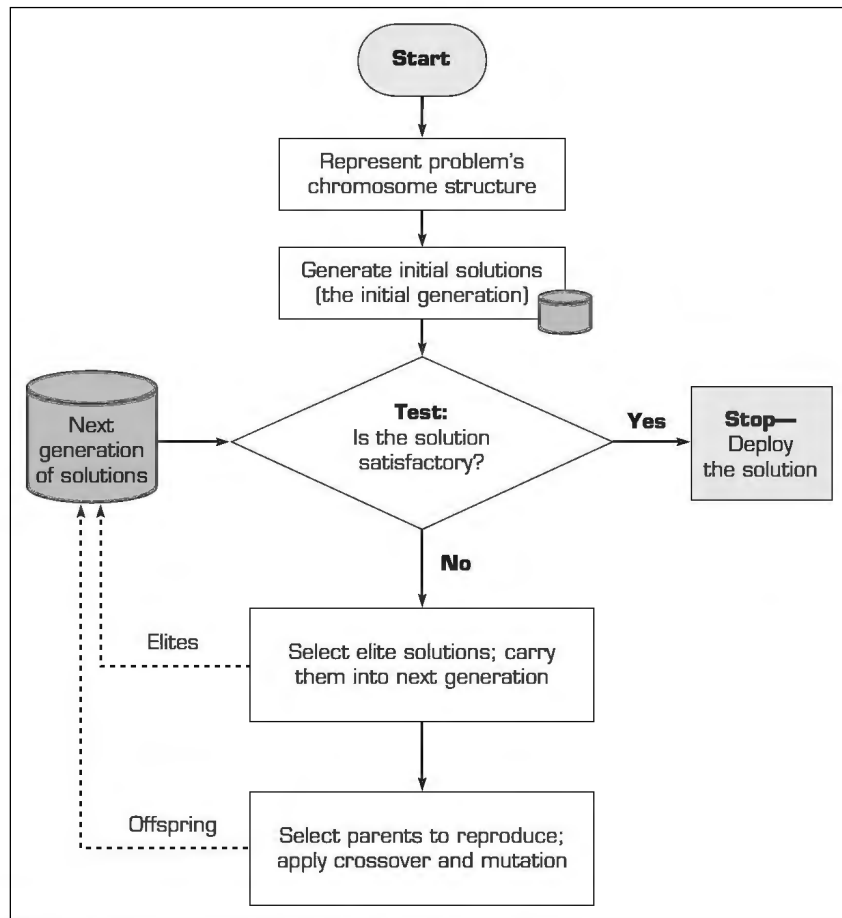 Start
Represent problem's
chromosome structure
Generate initial solutions
(the initial generation)
Next
generation
of solutions
Test:
Is the solution
satisfactory?
Yes
Stop—
Deploy
the solution
No
Elites
Select elite solutions; carry
them into next generation
Offspring
Select parents to reproduce;
apply crossover and mutation